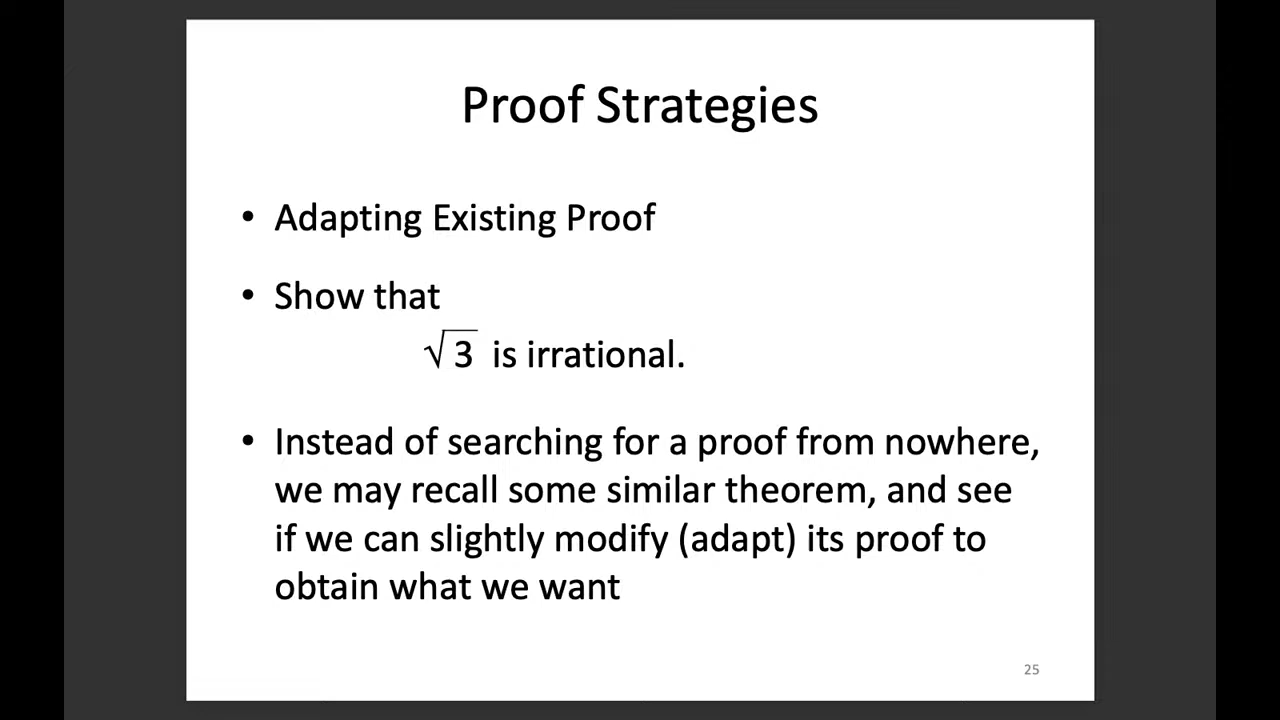 Proof Strategies
• Adapting Existing Proof
• Show that
√3 is irrational.
• Instead of searching for a proof from nowhere,
we may recall some similar theorem, and see
if we can slightly modify (adapt) its proof to
obtain what we want
25